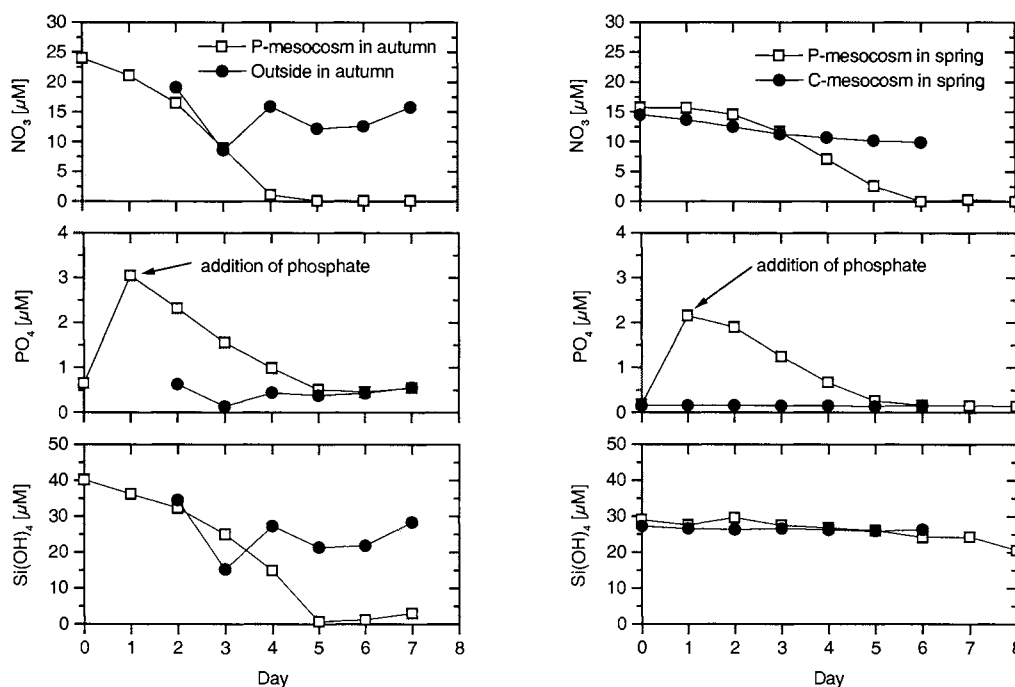 30
25
20
15
10
5
0
NO₃ [µM]
P-mesocosm in autumn
Outside in autumn
4
3
2
1
0
PO₄ [µM]
addition of phosphate
50
40
30
20
10
0
Si(OH)₄ [µM]
0 1 2 3 4 5 6 7 8
Day
30
25
20
15
10
5
0
NO₃ [µM]
P-mesocosm in spring
C-mesocosm in spring
4
3
2
1
0
PO₄ [µM]
addition of phosphate
50
40
30
20
10
0
Si(OH)₄ [µM]
0 1 2 3 4 5 6 7 8
Day